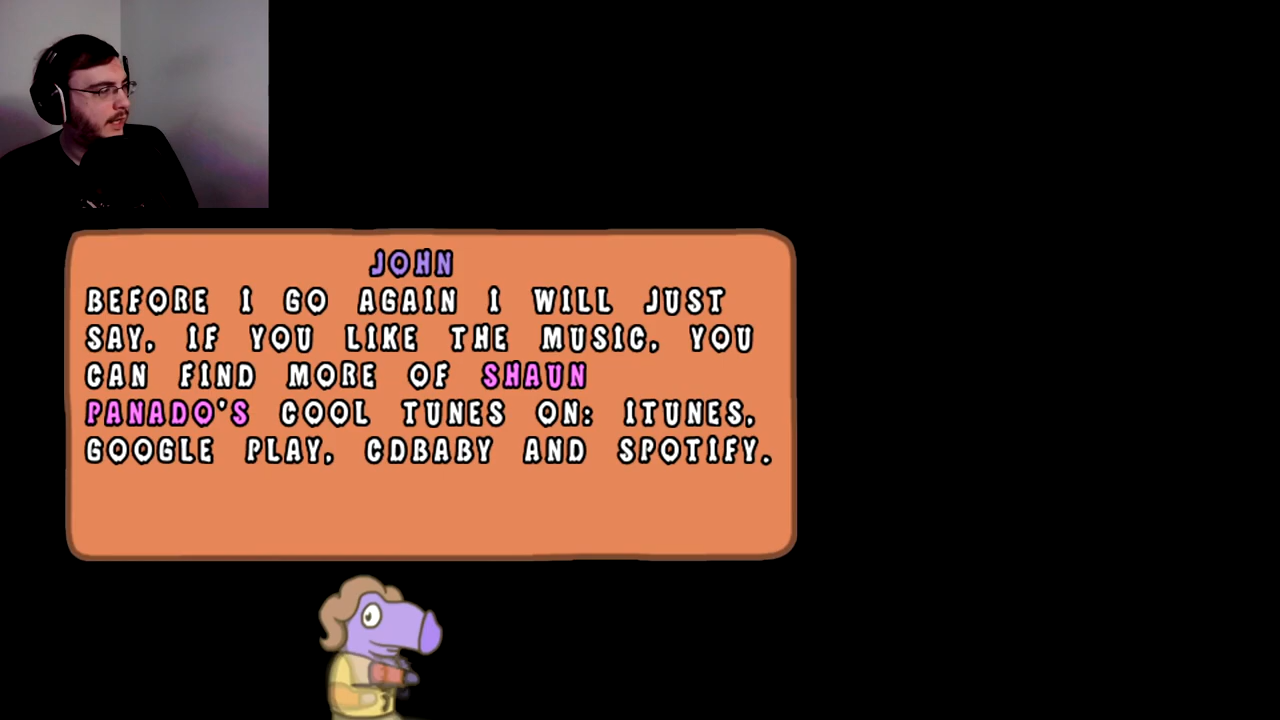 JOHN
BEFORE I GO AGAIN I WILL JUST
SAY, IF YOU LIKE THE MUSIC, YOU
CAN FIND MORE OF SHAUN
PANADO'S COOL TUNES ON: ITUNES,
GOOGLE PLAY, CDBABY AND SPOTIFY.